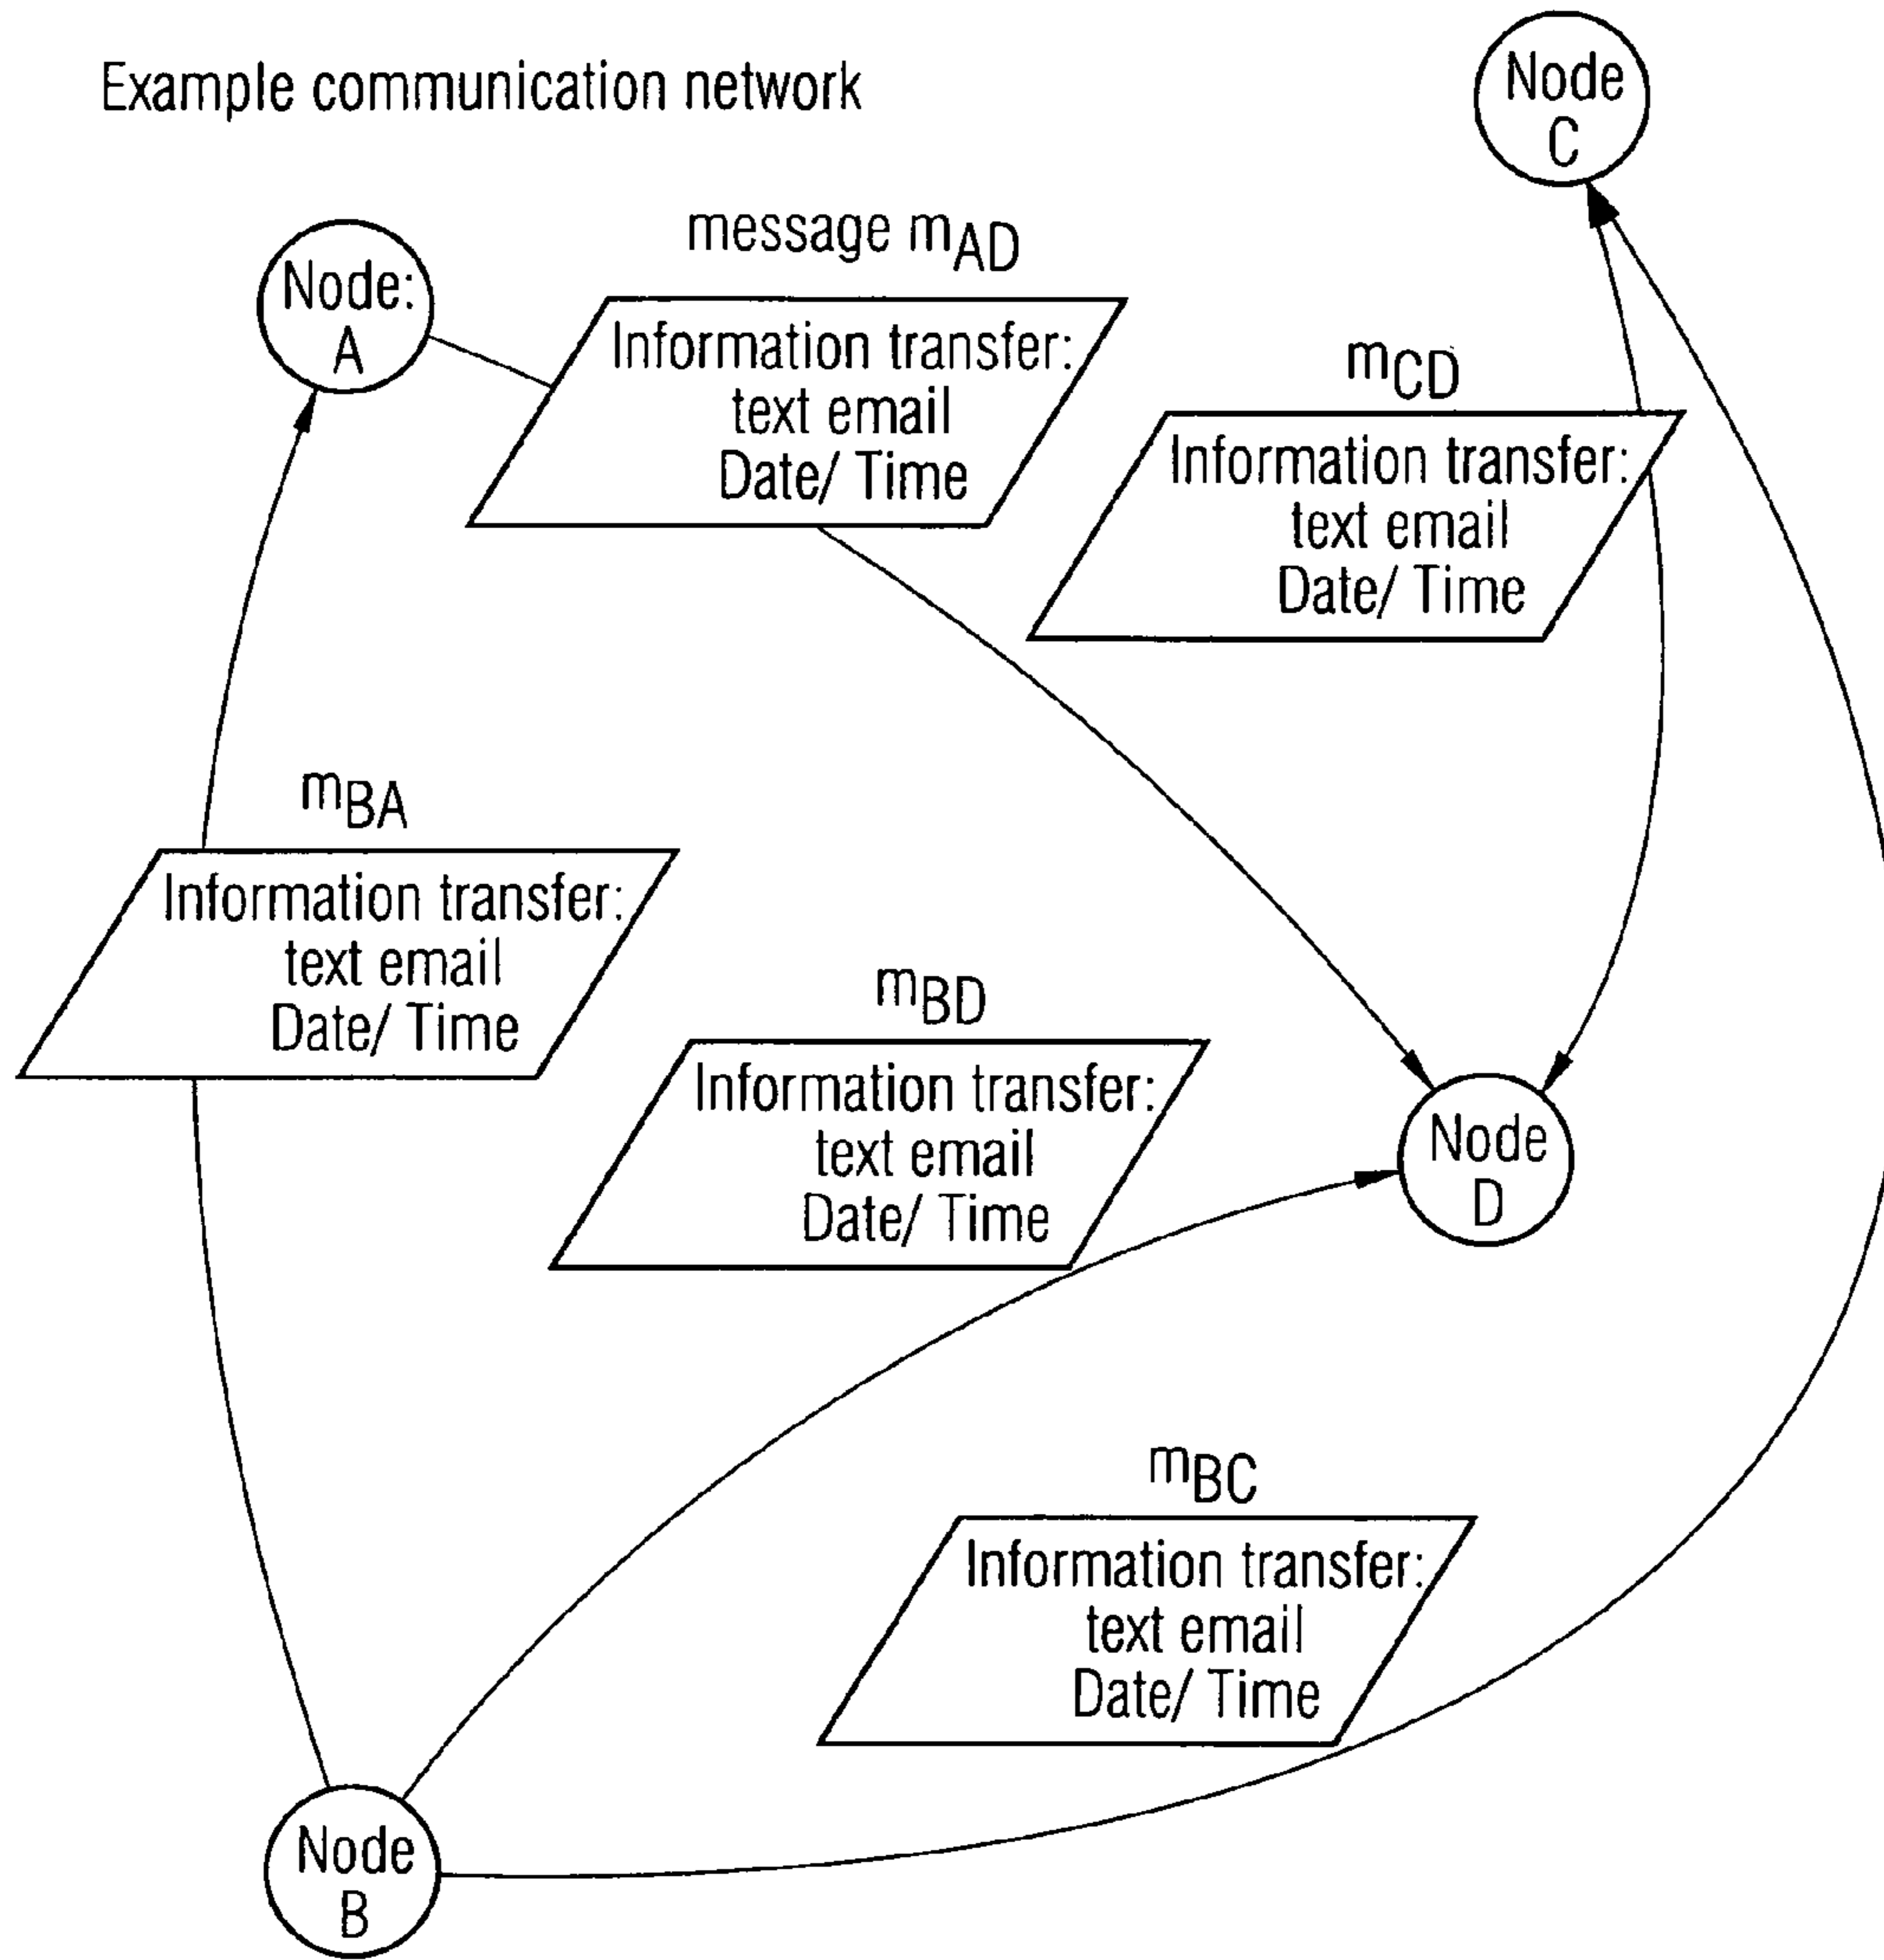 Example communication network
Node
C
Node:
A
message mAD
Information transfer:
text email
Date/ Time
mCD
Information transfer:
text email
Date/ Time
mBA
Information transfer:
text email
Date/ Time
mBD
Information transfer:
text email
Date/ Time
Node
D
mBC
Information transfer:
text email
Date/ Time
Node
B